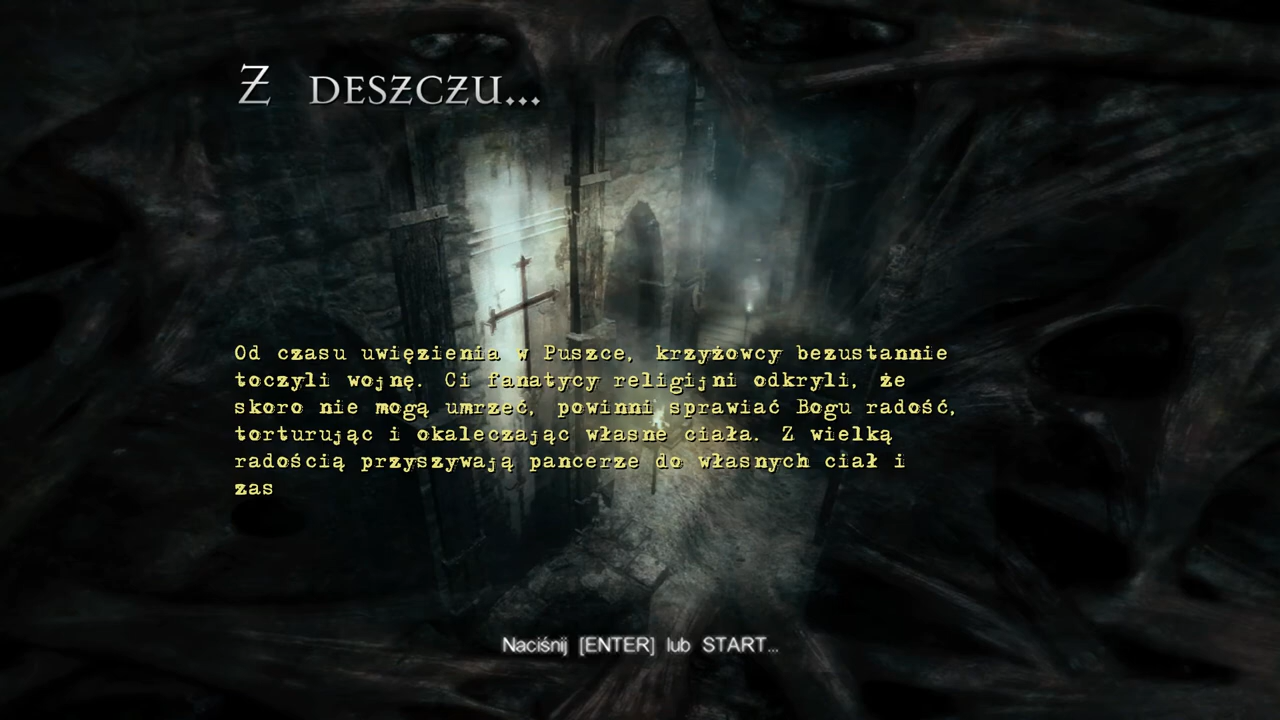 Z DESZCZU...
Od czasu uwięzienia w Puszce, krzyżowcy bezustannie
toczyli wojnę. Ci fanatycy religijni odkryli, że
skoro nie mogą umrzeć, powinni sprawiać Bogu radość,
torturując i okaleczając własne ciała. Z wielką
radością przyszywają pancerze do własnych ciał i
zas
Naciśnij [ENTER] lub START...